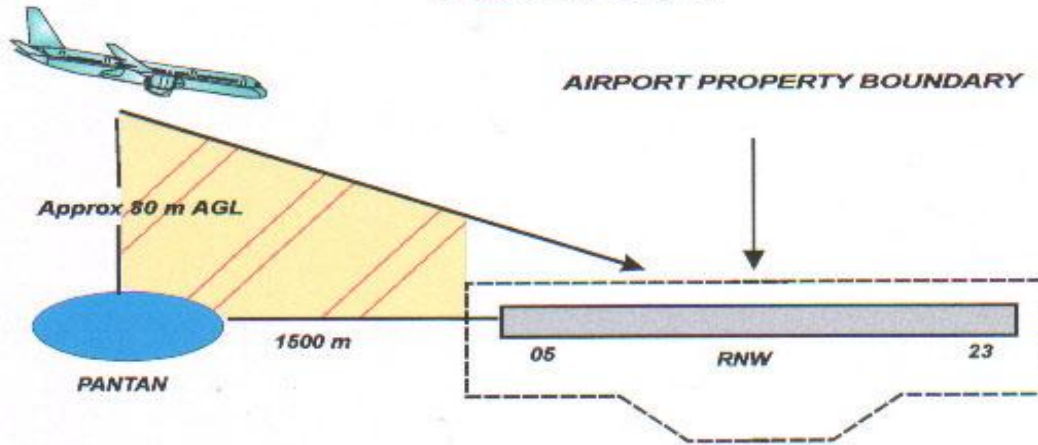 AIRPORT PROPERTY BOUNDARY
Approx 80 m AGL
1500 m
05
RNW
23
PANTAN